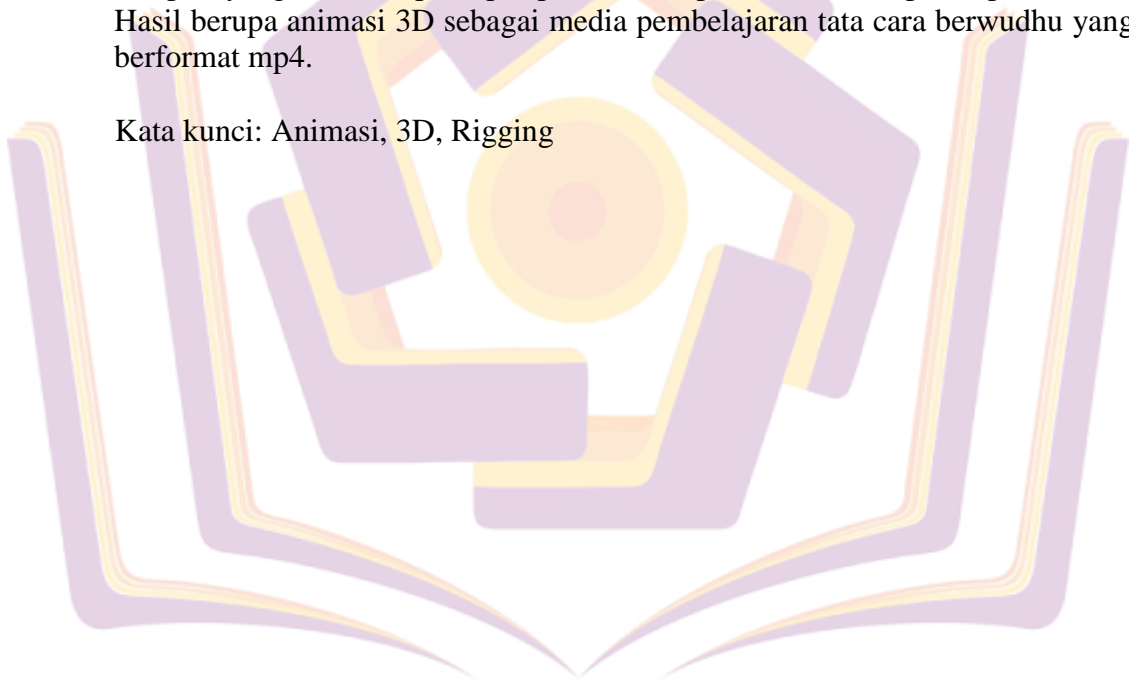 Hasil berupa animasi 3D sebagai media pembelajaran tata cara berwudhu yang
berformat mp4.
Kata kunci: Animasi, 3D, Rigging